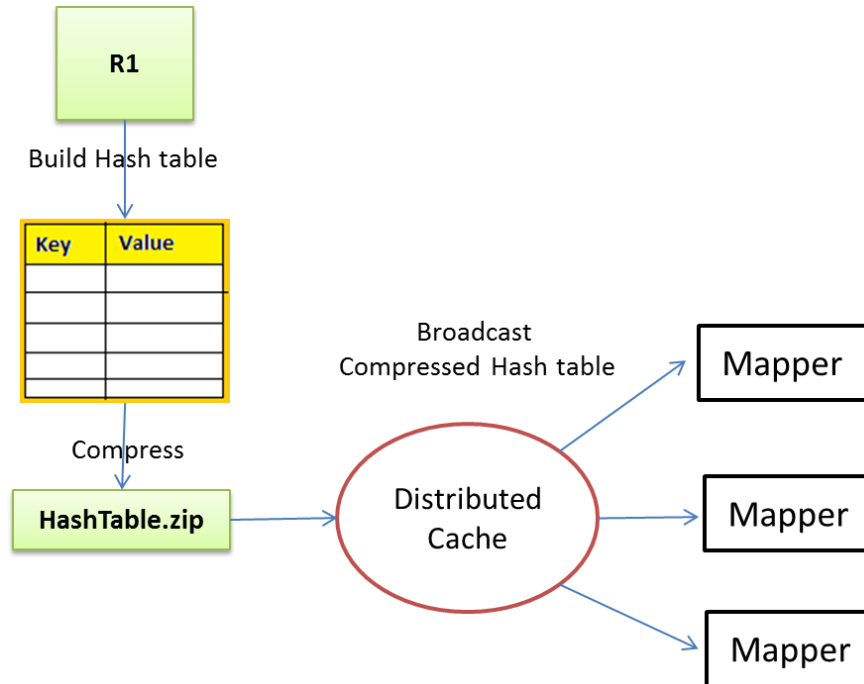 R1
Build Hash table
Key Value
Compress
HashTable.zip
Distributed
Cache
Broadcast
Compressed Hash table
Mapper
Mapper
Mapper